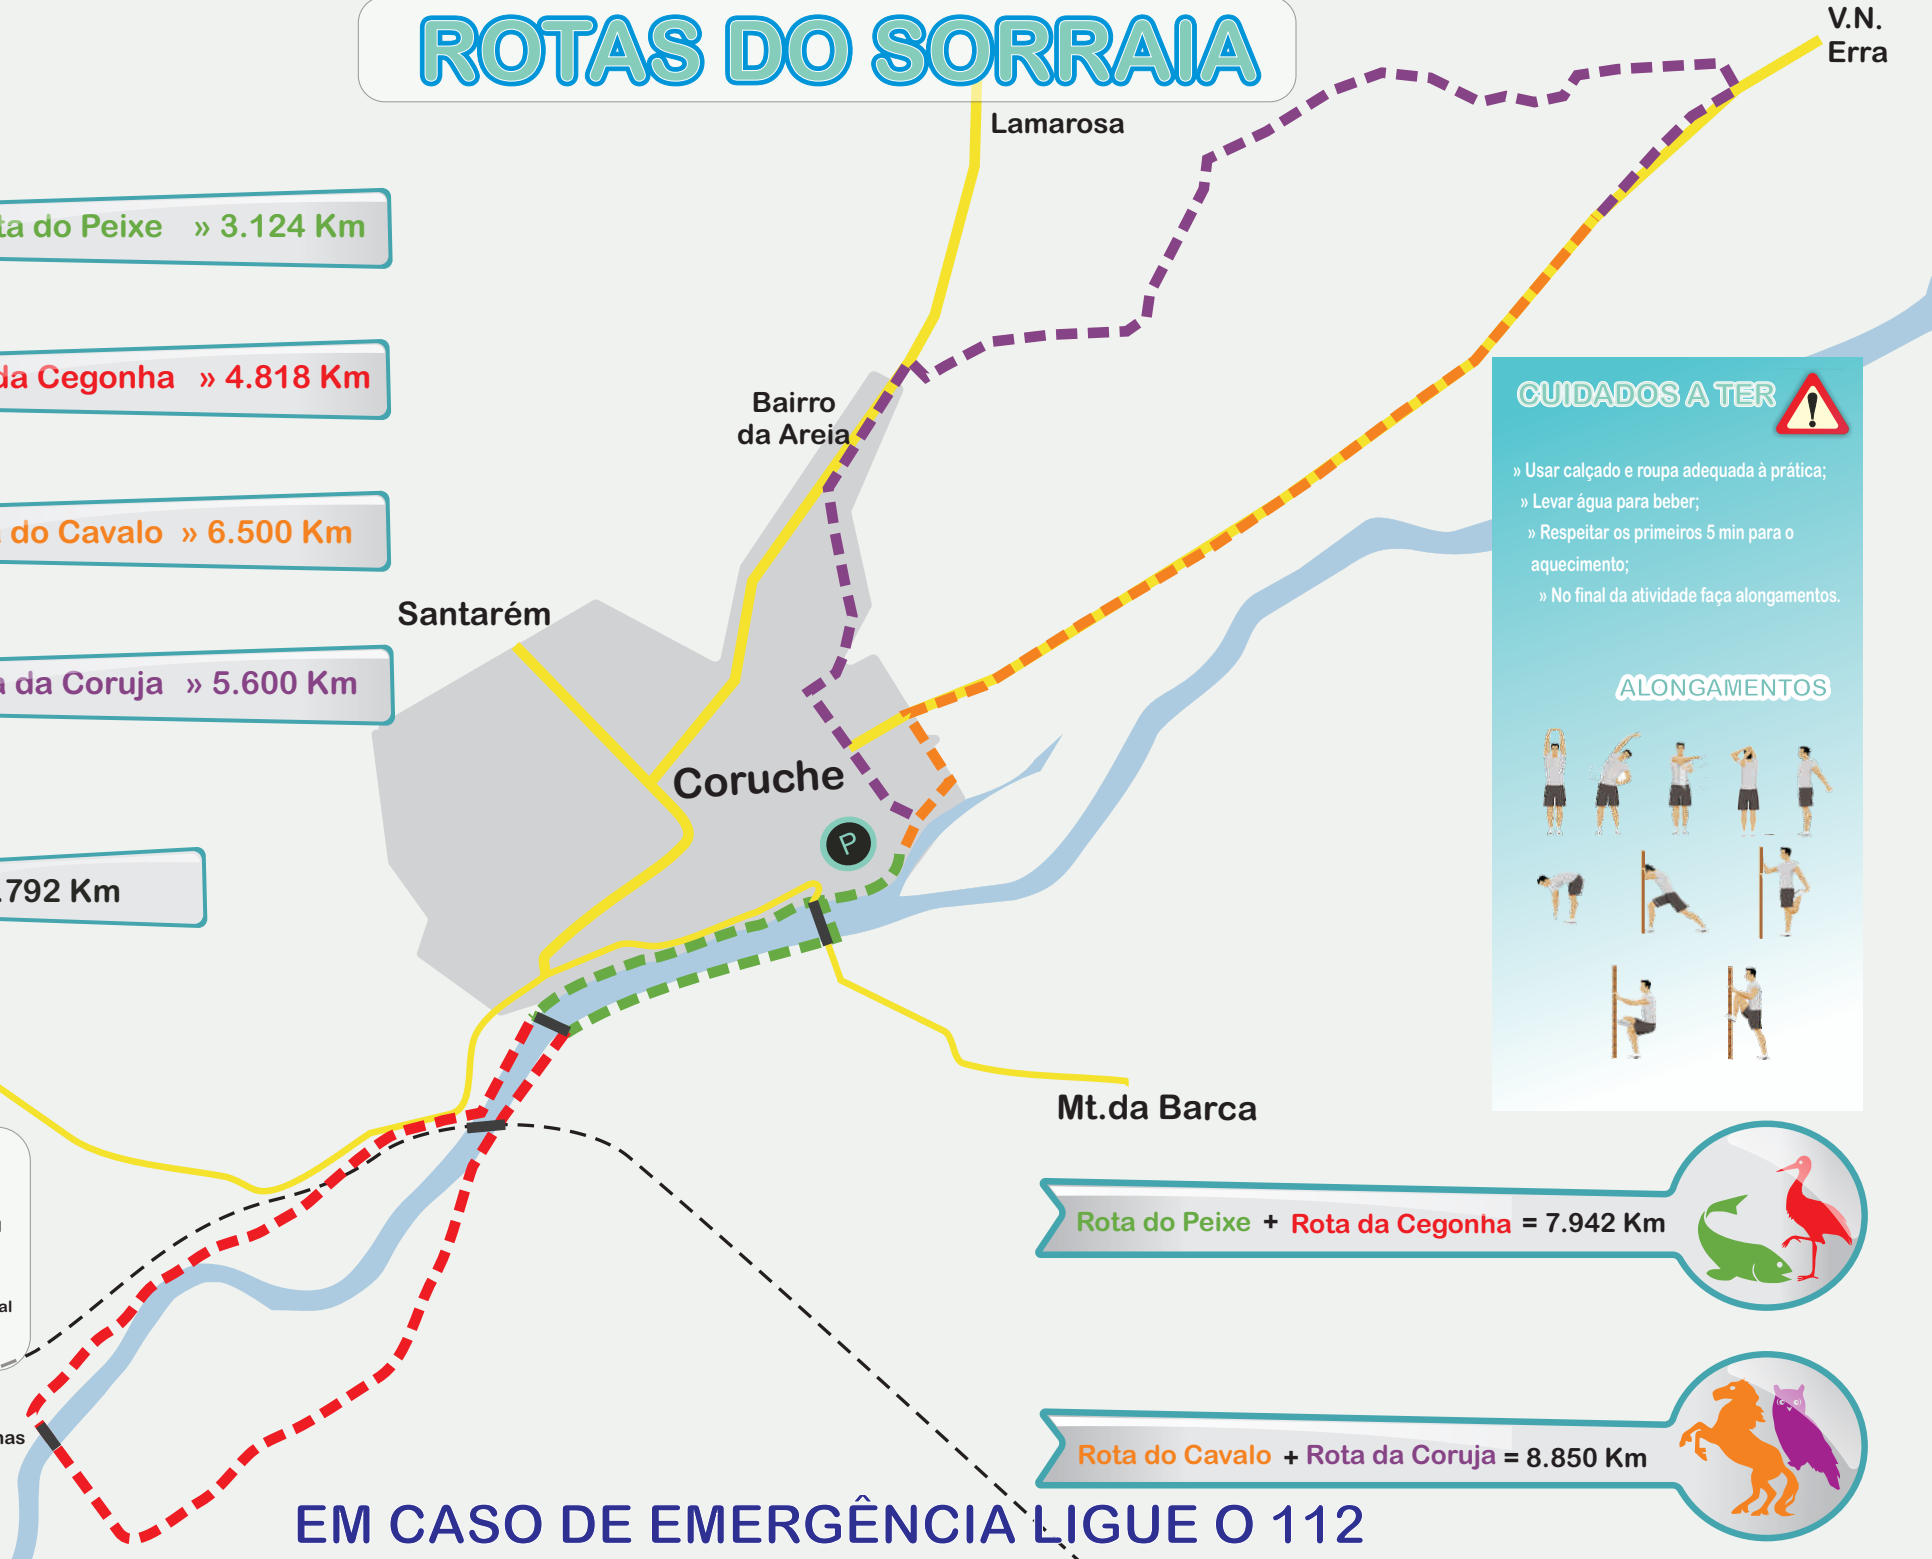 ROTAS DO SORRAIA
V.N.
Erra
Lamarosa
do Peixe » 3.124 Km
da Cegonha » 4.818 Km
do Cavalo » 6.500 Km
da Coruja » 5.600 Km
.792 Km
Bairro
da Areia
Santarém
Coruche
P
Mt.da Barca
CUIDADOS A TER
!
» Usar calçado e roupa adequada à prática;
» Levar água para beber;
» Respeitar os primeiros 5 min para o
aquecimento;
» No final da atividade faça alongamentos.
ALONGAMENTOS
Rota do Peixe + Rota da Cegonha = 7.942 Km
Rota do Cavalo + Rota da Coruja = 8.850 Km
EM CASO DE EMERGÊNCIA LIGUE O 112